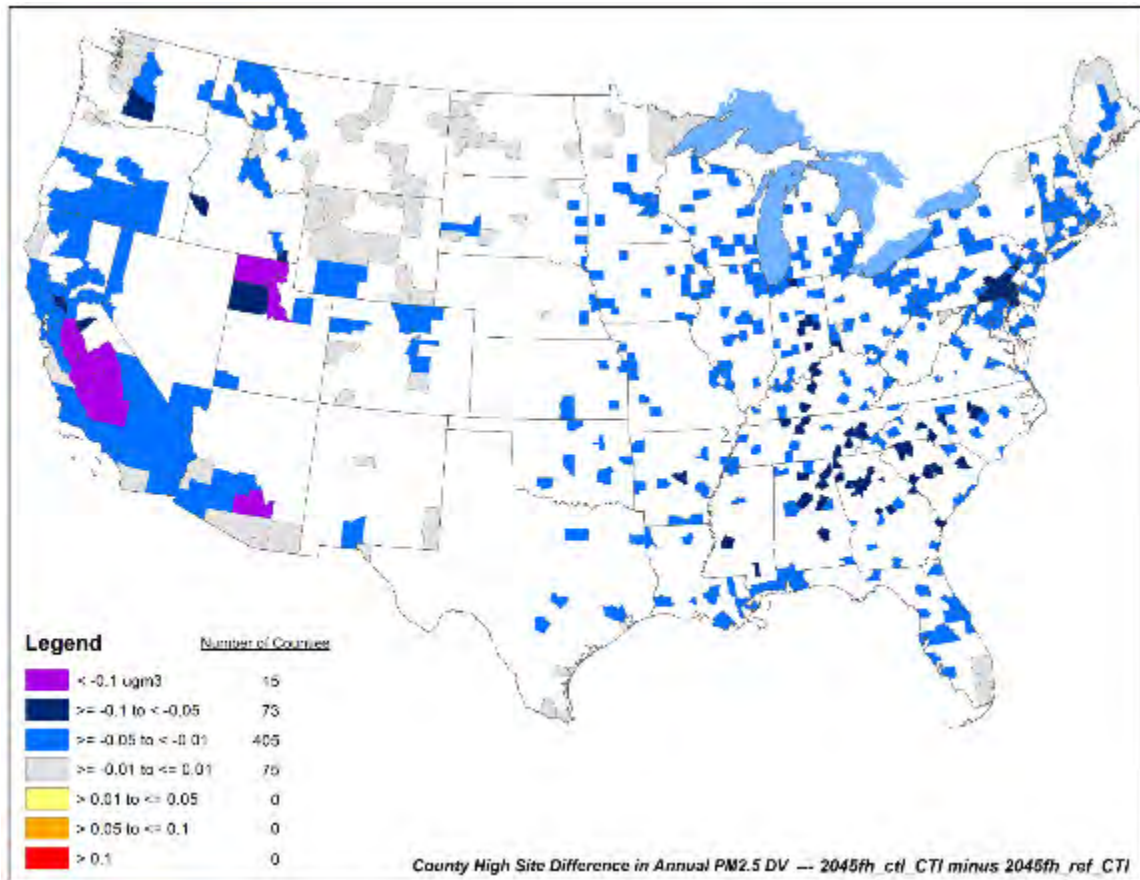 Legend Number of Counties
< -0.1 ugm3 15
>= -0.1 to < -0.05 73
>= -0.05 to < -0.01 405
>= -0.01 to <= 0.01 75
> 0.01 to <= 0.05 0
> 0.05 to <= 0.1 0
> 0.1 0
County High Site Difference in Annual PM2.5 DV --- 2045fh_ctl_CTI minus 2045fh_ref_CTI